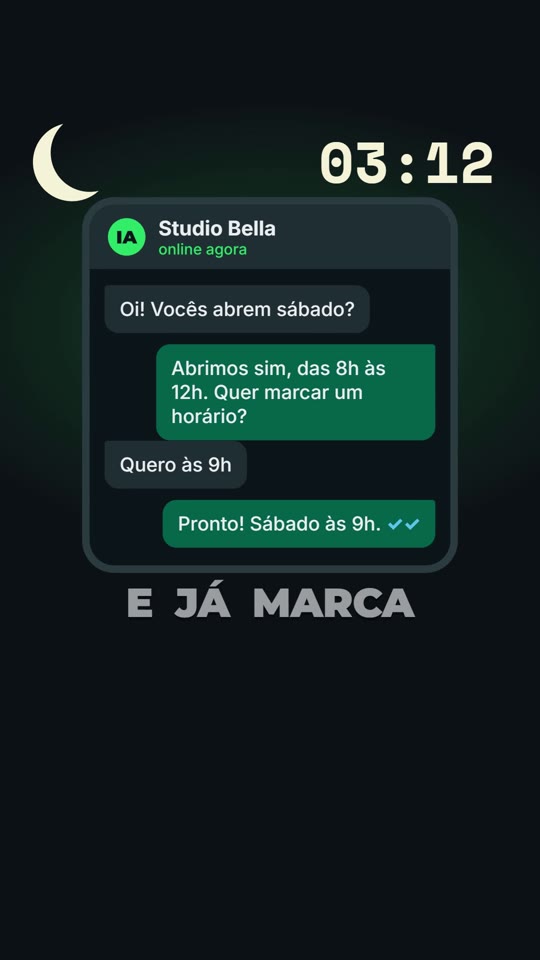 03:12
IA
Studio Bella
online agora
Oi! Vocês abrem sábado?
Abrimos sim, das 8h às
12h. Quer marcar um
horário?
Quero às 9h
Pronto! Sábado às 9h.
E JÁ MARCA